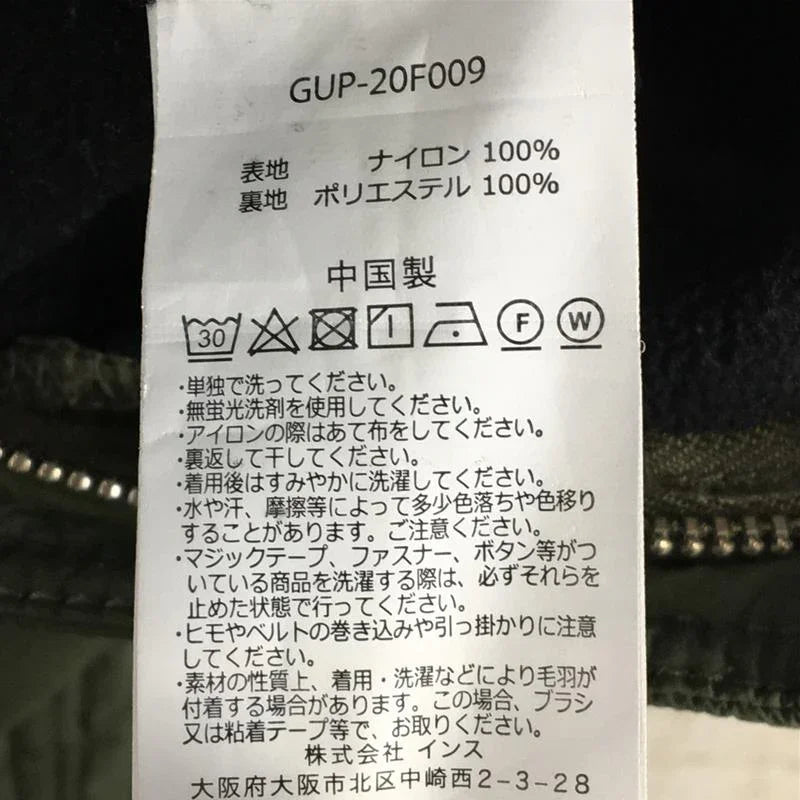 GUP-20F009
表地 ナイロン 100%
裏地 ポリエステル 100%
中国製
30 F W
・単独で洗ってください。
・無蛍光洗剤を使用してください。
・アイロンの際はあて布をしてください。
・裏返して干してください。
・着用後はすみやかに洗濯してください。
・水や汗、摩擦等によって多少色落ちや色移り
することがあります。ご注意ください。
・マジックテープ、ファスナー、ボタン等がつ
いている商品を洗濯する際は、必ずそれらを
止めた状態で行ってください。
・ヒモやベルトの巻き込みや引っ掛かりに注意
してください。
・素材の性質上、着用・洗濯などにより毛羽が
付着する場合があります。この場合、ブラシ
又は粘着テープ等で、お取りください。
株式会社 インス
大阪府大阪市北区中崎西2-3-28